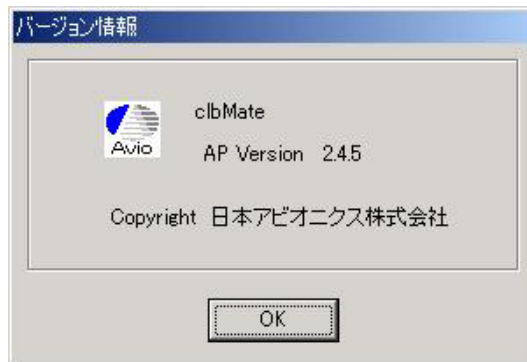 バージョン情報
Avio
clbMate
AP Version 2.4.5
Copyright 日本アビオニクス株式会社
OK